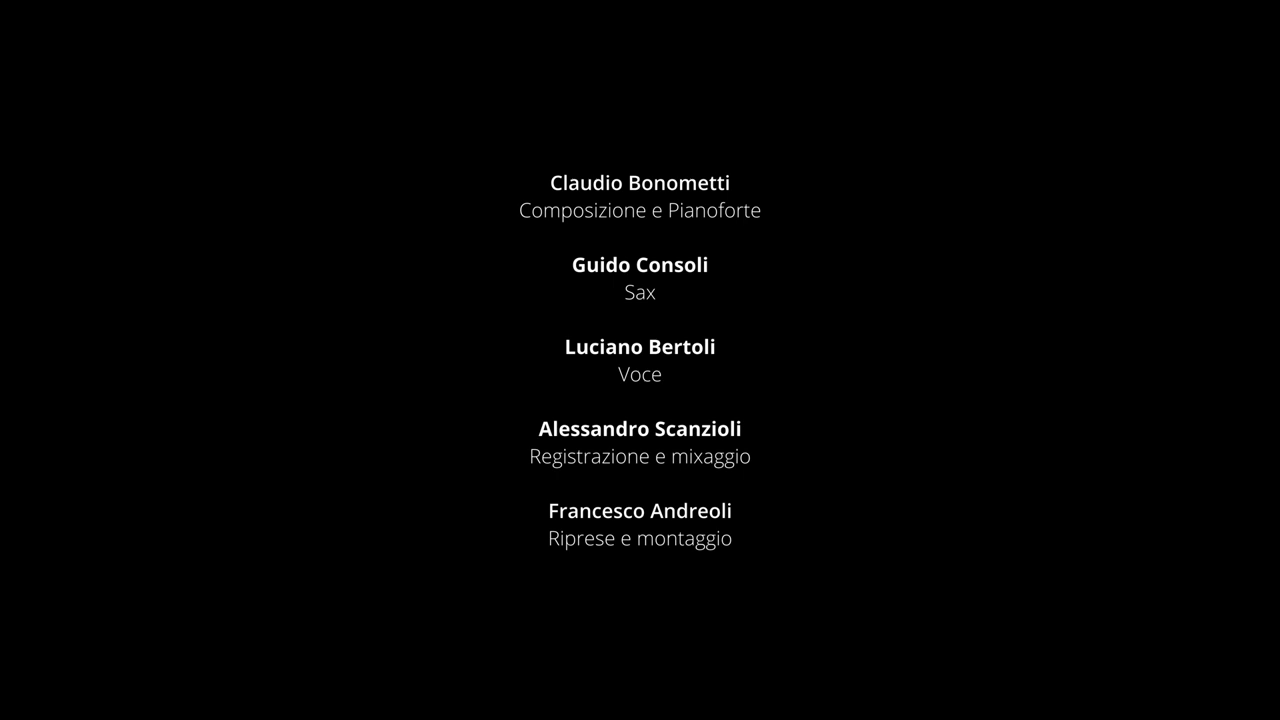 Claudio Bonometti
Composizione e Pianoforte
Guido Consoli
Sax
Luciano Bertoli
Voce
Alessandro Scanzioli
Registrazione e mixaggio
Francesco Andreoli
Riprese e montaggio